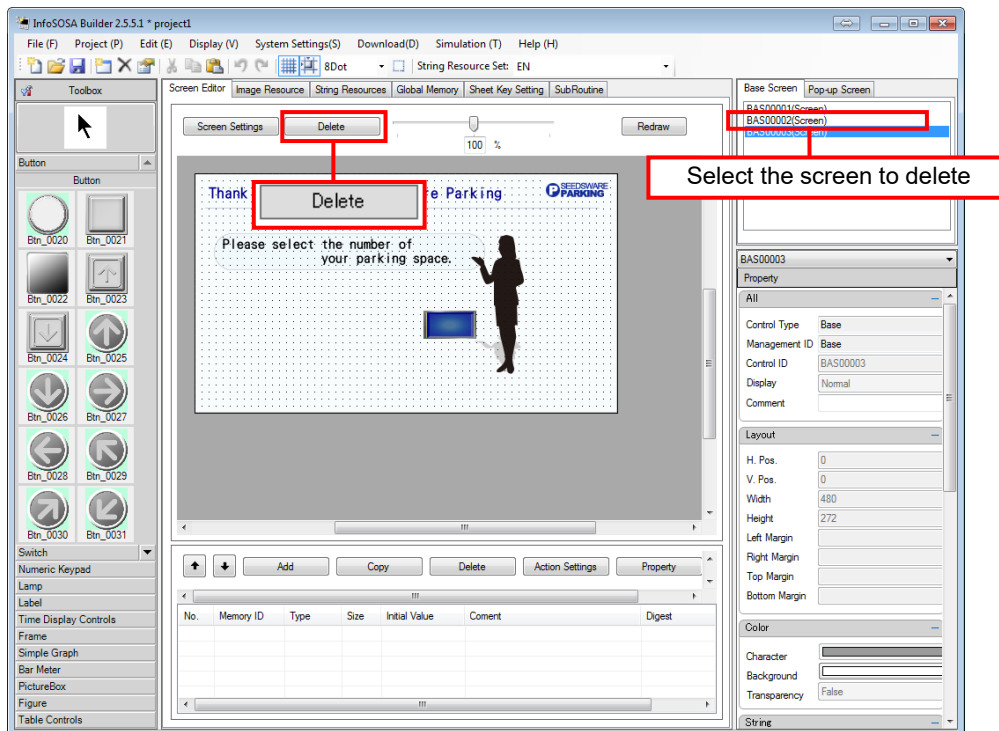 InfoSOSA Builder 2.5.5.1 * project1
File (F) Project (P) Edit (E) Display (V) System Settings(S) Download(D) Simulation (T) Help (H)
8Dot String Resource Set: EN
Toolbox
Screen Editor Image Resource String Resources Global Memory Sheet Key Setting SubRoutine
Base Screen Pop-up Screen
BAS00001(Screen)
BAS00002(Screen)
BAS00003(Screen)
Screen Settings Delete Redraw
100 %
Select the screen to delete
Button
Button
Btn_0020 Btn_0021
Btn_0022 Btn_0023
Btn_0024 Btn_0025
Btn_0026 Btn_0027
Btn_0028 Btn_0029
Btn_0030 Btn_0031
Switch
Numeric Keypad
Lamp
Label
Time Display Controls
Frame
Simple Graph
Bar Meter
PictureBox
Figure
Table Controls
Thank re Parking
SEEDSWARE
PARKING
Delete
Please select the number of
your parking space.
Add Copy Delete Action Settings Property
No. Memory ID Type Size Initial Value Coment Digest
BAS00003
Property
All
Control Type Base
Management ID Base
Control ID BAS00003
Display Normal
Comment
Layout
H. Pos. 0
V. Pos. 0
Width 480
Height 272
Left Margin
Right Margin
Top Margin
Bottom Margin
Color
Character
Background
Transparency False
String